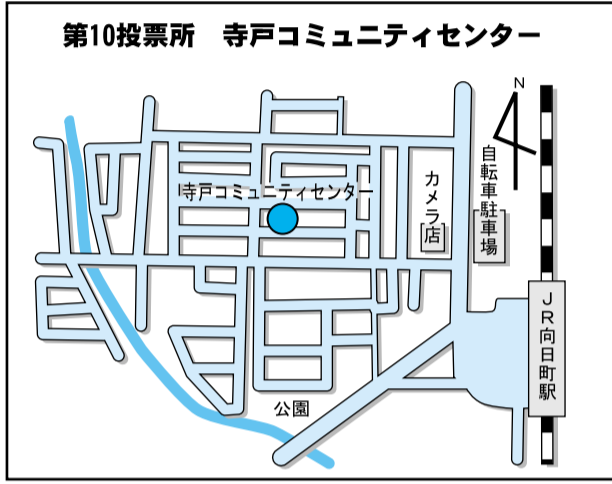 第10投票所　寺戸コミュニティセンター
N
自転車駐車場
カメラ店
寺戸コミュニティセンター
JR向日町駅
公園